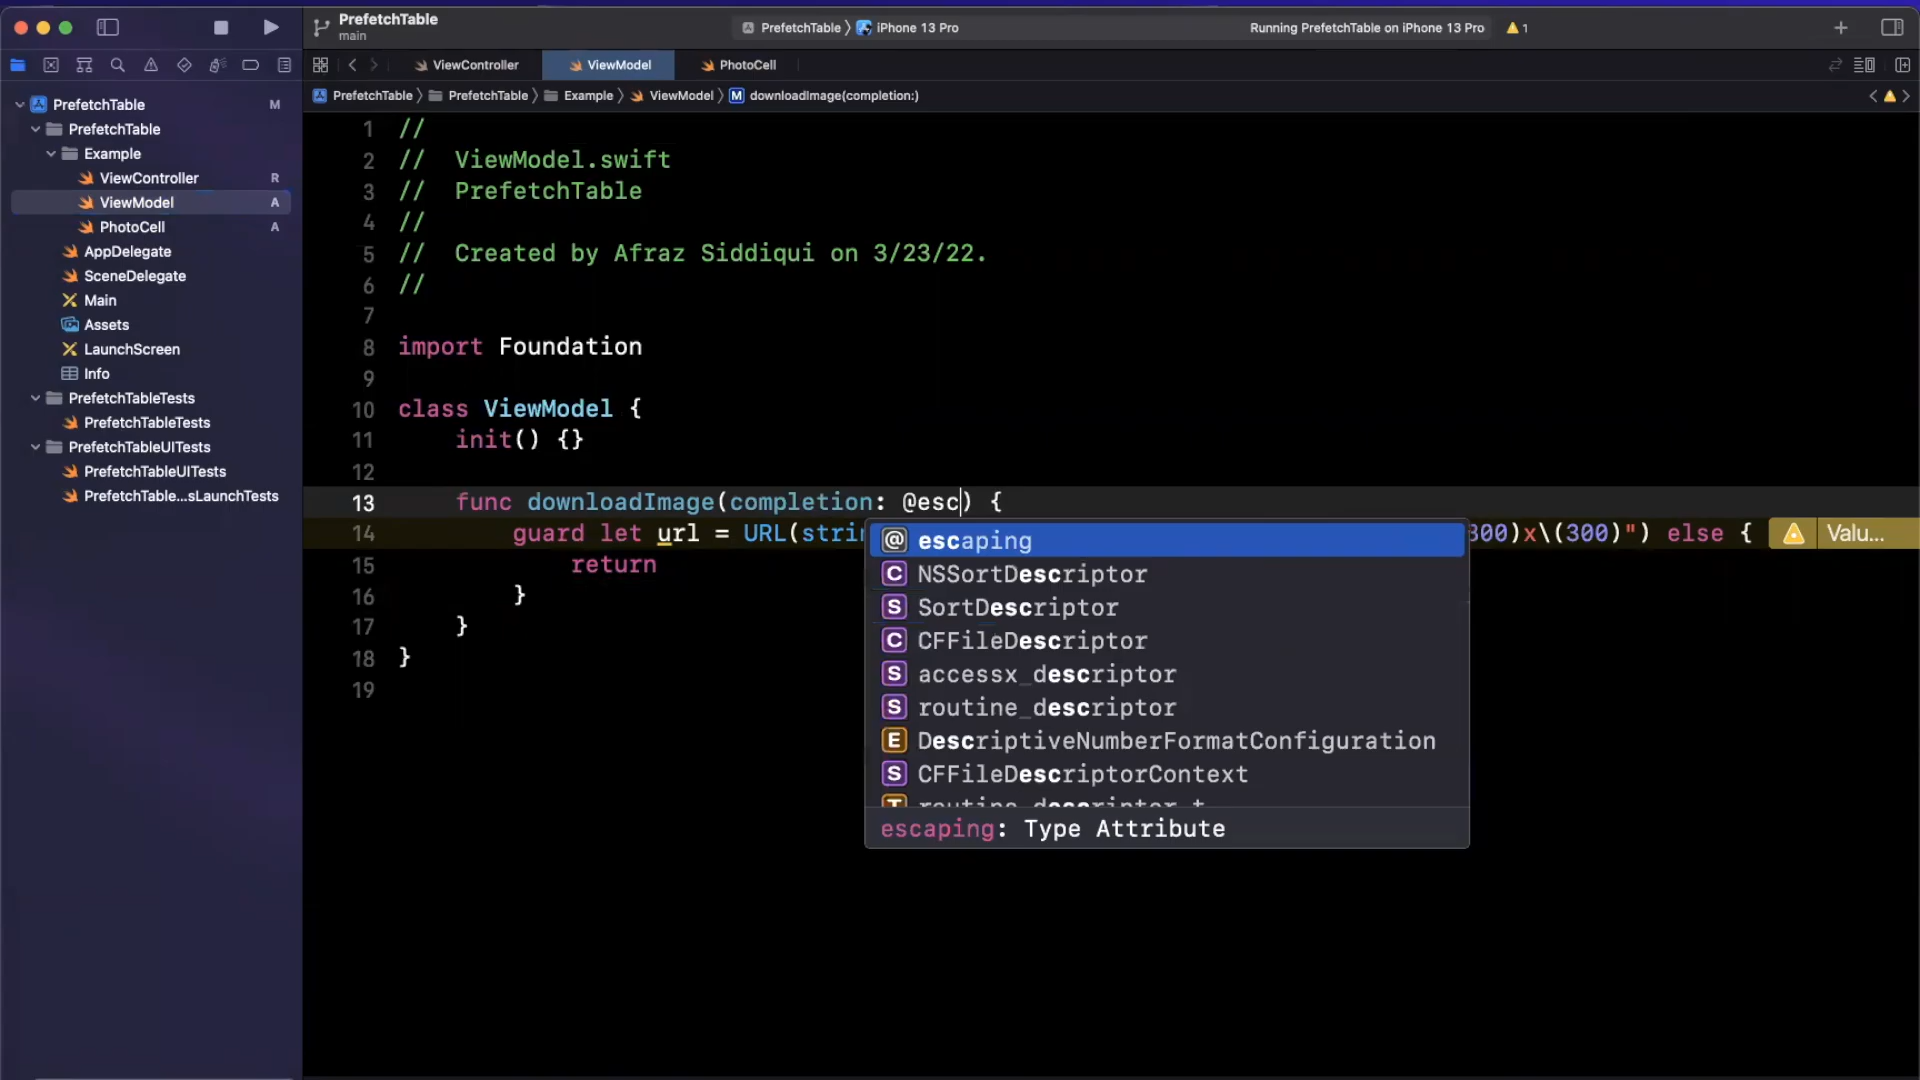 PrefetchTable
main
PrefetchTable
iPhone 13 Pro
Running PrefetchTable on iPhone 13 Pro
1
ViewController
ViewModel
PhotoCell
PrefetchTable
PrefetchTable
Example
ViewModel
M
downloadImage(completion:)
PrefetchTable M
PrefetchTable
Example
ViewController R
ViewModel A
PhotoCell A
AppDelegate
SceneDelegate
Main
Assets
LaunchScreen
Info
PrefetchTableTests
PrefetchTableTests
PrefetchTableUITests
PrefetchTableUITests
PrefetchTable...sLaunchTests
1 //
2 //  ViewModel.swift
3 //  PrefetchTable
4 //
5 //  Created by Afraz Siddiqui on 3/23/22.
6 //
7
8 import Foundation
9
10 class ViewModel {
11     init() {}
12
13     func downloadImage(completion: @esc) {
14         guard let url = URL(strin 300)x\(300)") else { Valu...
15             return
16         }
17     }
18 }
19
@ escaping
C NSSortDescriptor
S SortDescriptor
C CFFileDescriptor
S accessx_descriptor
S routine_descriptor
E DescriptiveNumberFormatConfiguration
S CFFileDescriptorContext
T routine_descriptor_t
escaping: Type Attribute